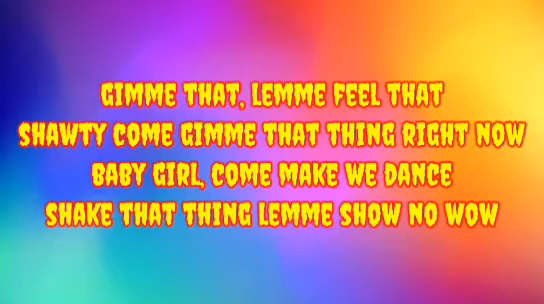 GIMME THAT, LEMME FEEL THAT
SHAWTY COME GIMME THAT THING RIGHT NOW
BABY GIRL, COME MAKE WE DANCE
SHAKE THAT THING LEMME SHOW NO WOW